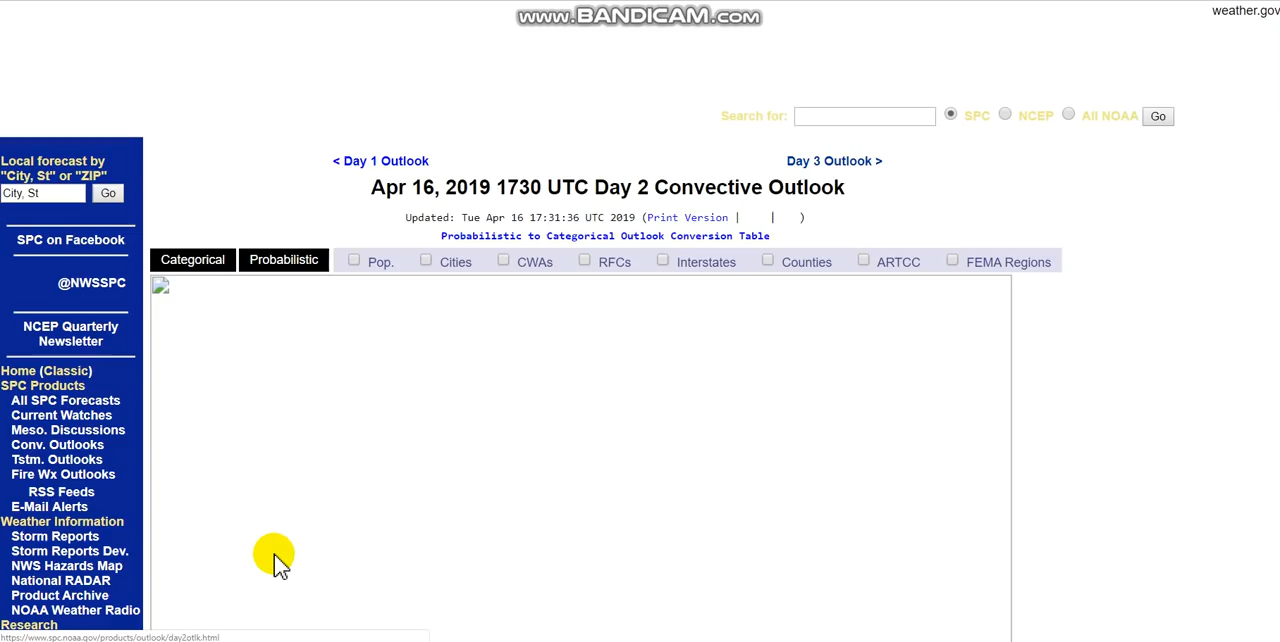 www.BANDICAM.com
weather.gov
Search for:
SPC
NCEP
All NOAA
Go
Local forecast by
"City, St" or "ZIP"
City, St
Go
SPC on Facebook
@NWSSPC
NCEP Quarterly
Newsletter
Home (Classic)
SPC Products
All SPC Forecasts
Current Watches
Meso. Discussions
Conv. Outlooks
Tstm. Outlooks
Fire Wx Outlooks
RSS Feeds
E-Mail Alerts
Weather Information
Storm Reports
Storm Reports Dev.
NWS Hazards Map
National RADAR
Product Archive
NOAA Weather Radio
Research
< Day 1 Outlook
Day 3 Outlook >
Apr 16, 2019 1730 UTC Day 2 Convective Outlook
Updated: Tue Apr 16 17:31:36 UTC 2019 (Print Version | | )
Probabilistic to Categorical Outlook Conversion Table
Categorical
Probabilistic
Pop.
Cities
CWAs
RFCs
Interstates
Counties
ARTCC
FEMA Regions
https://www.spc.noaa.gov/products/outlook/day2otlk.html